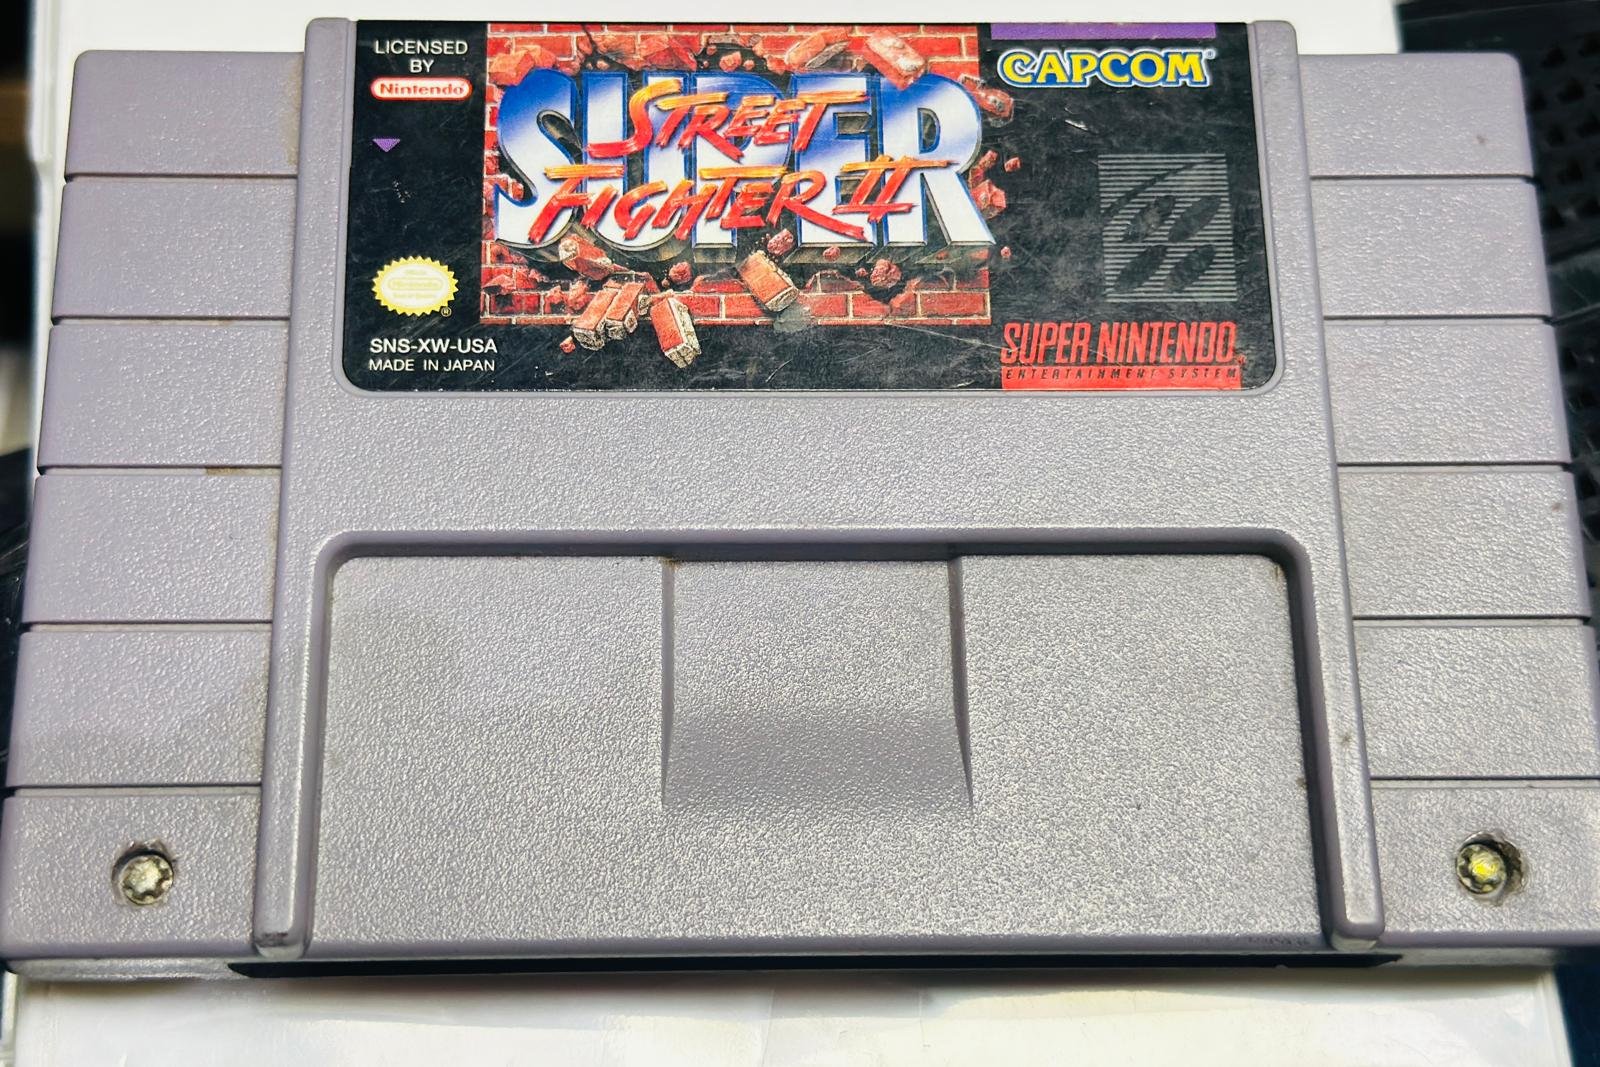 LICENSED
BY
Nintendo
SUPER
STREET
FIGHTER II
CAPCOM
SNS-XW-USA
MADE IN JAPAN
SUPER NINTENDO
ENTERTAINMENT SYSTEM